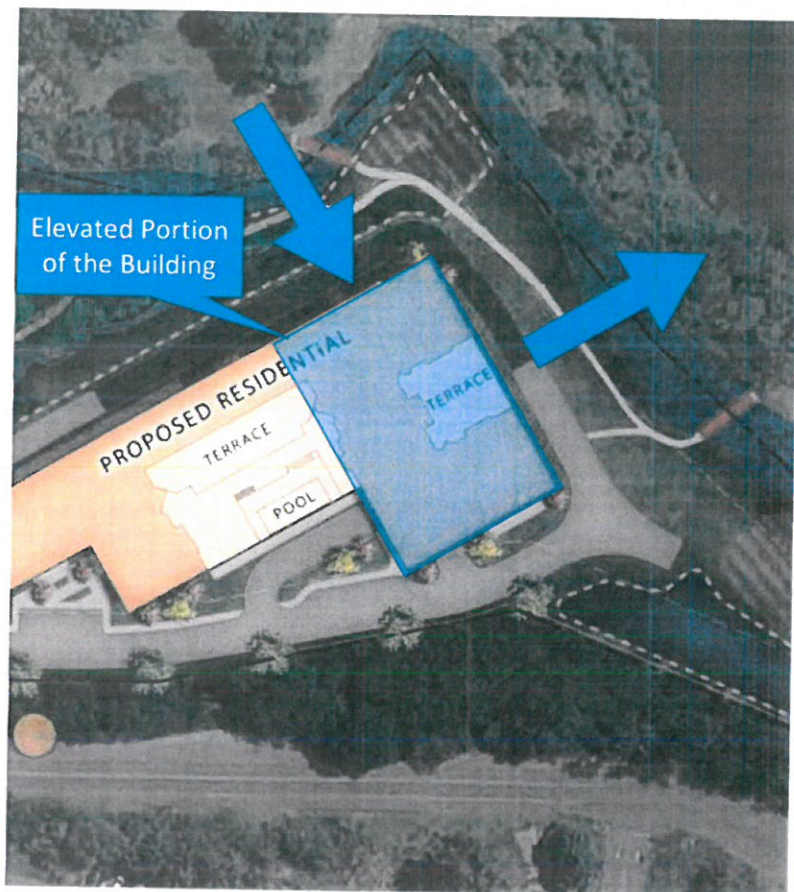 Elevated Portion
of the Building
PROPOSED RESIDENTIAL
TERRACE
TERRACE
POOL